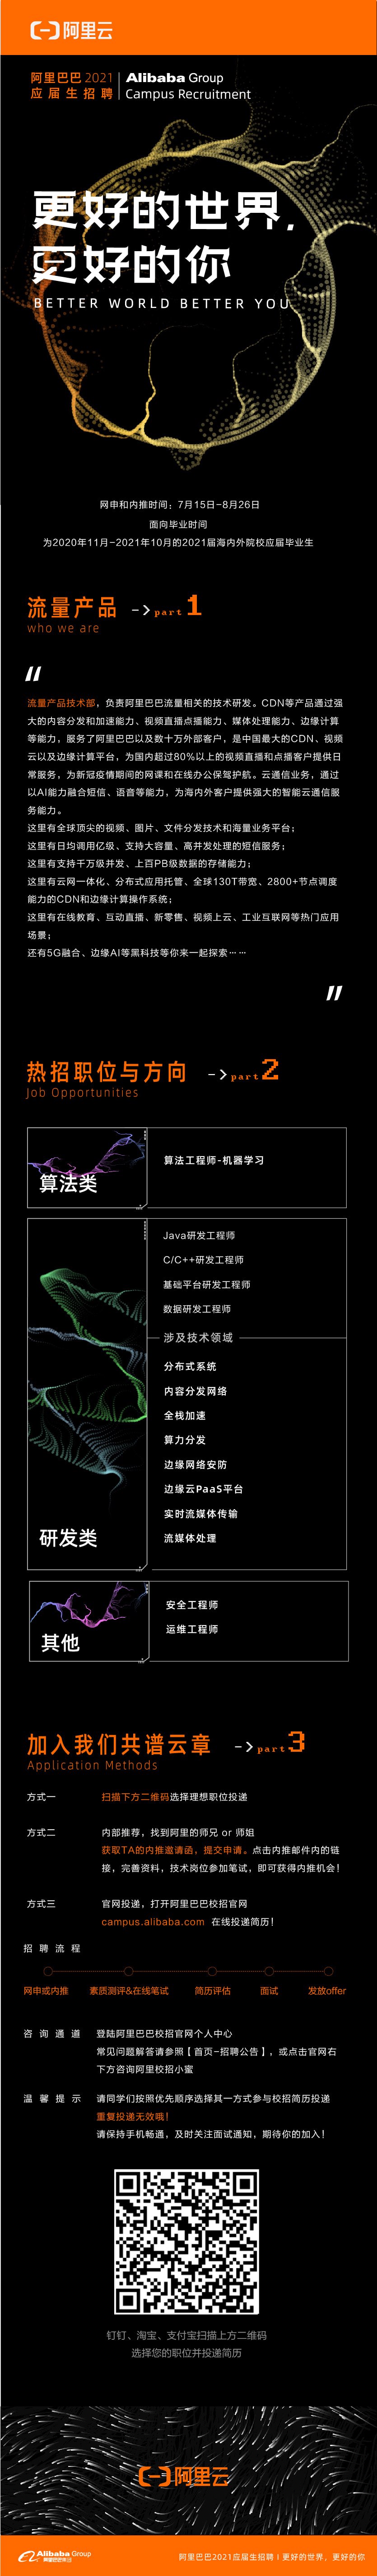 阿里云
阿里巴巴 2021
应届生招聘
Alibaba Group
Campus Recruitment
更好的世界,
更好的你
BETTER WORLD BETTER YOU
网申和内推时间：7月15日-8月26日
面向毕业时间
为2020年11月-2021年10月的2021届海内外院校应届毕业生
流量产品 -> part 1
who we are
流量产品技术部，负责阿里巴巴流量相关的技术研发。CDN等产品通过强
大的内容分发和加速能力、视频直播点播能力、媒体处理能力、边缘计算
等能力，服务了阿里巴巴以及数十万外部客户，是中国最大的CDN、视频
云以及边缘计算平台，为国内超过80%以上的视频直播和点播客户提供日
常服务，为新冠疫情期间的网课和在线办公保驾护航。云通信业务，通过
以AI能力融合短信、语音等能力，为海内外客户提供强大的智能云通信服
务能力。
这里有全球顶尖的视频、图片、文件分发技术和海量业务平台；
这里有日均调用亿级、支持大容量、高并发处理的短信服务；
这里有支持千万级并发、上百PB级数据的存储能力；
这里有云网一体化、分布式应用托管、全球130T带宽、2800+节点调度
能力的CDN和边缘计算操作系统；
这里有在线教育、互动直播、新零售、视频上云、工业互联网等热门应用
场景；
还有5G融合、边缘AI等黑科技等你来一起探索……
热招职位与方向 -> part 2
Job Opportunities
算法类
算法工程师-机器学习
Java研发工程师
C/C++研发工程师
基础平台研发工程师
数据研发工程师
涉及技术领域
分布式系统
内容分发网络
全栈加速
算力分发
边缘网络安防
边缘云PaaS平台
实时流媒体传输
流媒体处理
研发类
其他
安全工程师
运维工程师
加入我们共谱云章 -> part 3
Application Methods
方式一 扫描下方二维码选择理想职位投递
方式二 内部推荐，找到阿里的师兄 or 师姐
获取TA的内推邀请函，提交申请。点击内推邮件内的链
接，完善资料，技术岗位参加笔试，即可获得内推机会！
方式三 官网投递，打开阿里巴巴校招官网
campus.alibaba.com 在线投递简历！
招聘流程
网申或内推 素质测评&在线笔试 简历评估 面试 发放offer
咨询通道 登陆阿里巴巴校招官网个人中心
常见问题解答请参照【首页-招聘公告】，或点击官网右
下方咨询阿里校招小蜜
温馨提示 请同学们按照优先顺序选择其一方式参与校招简历投递
重复投递无效哦！
请保持手机畅通，及时关注面试通知，期待你的加入！
钉钉、淘宝、支付宝扫描上方二维码
选择您的职位并投递简历
阿里云
Alibaba Group
阿里巴巴集团
阿里巴巴2021应届生招聘 | 更好的世界，更好的你